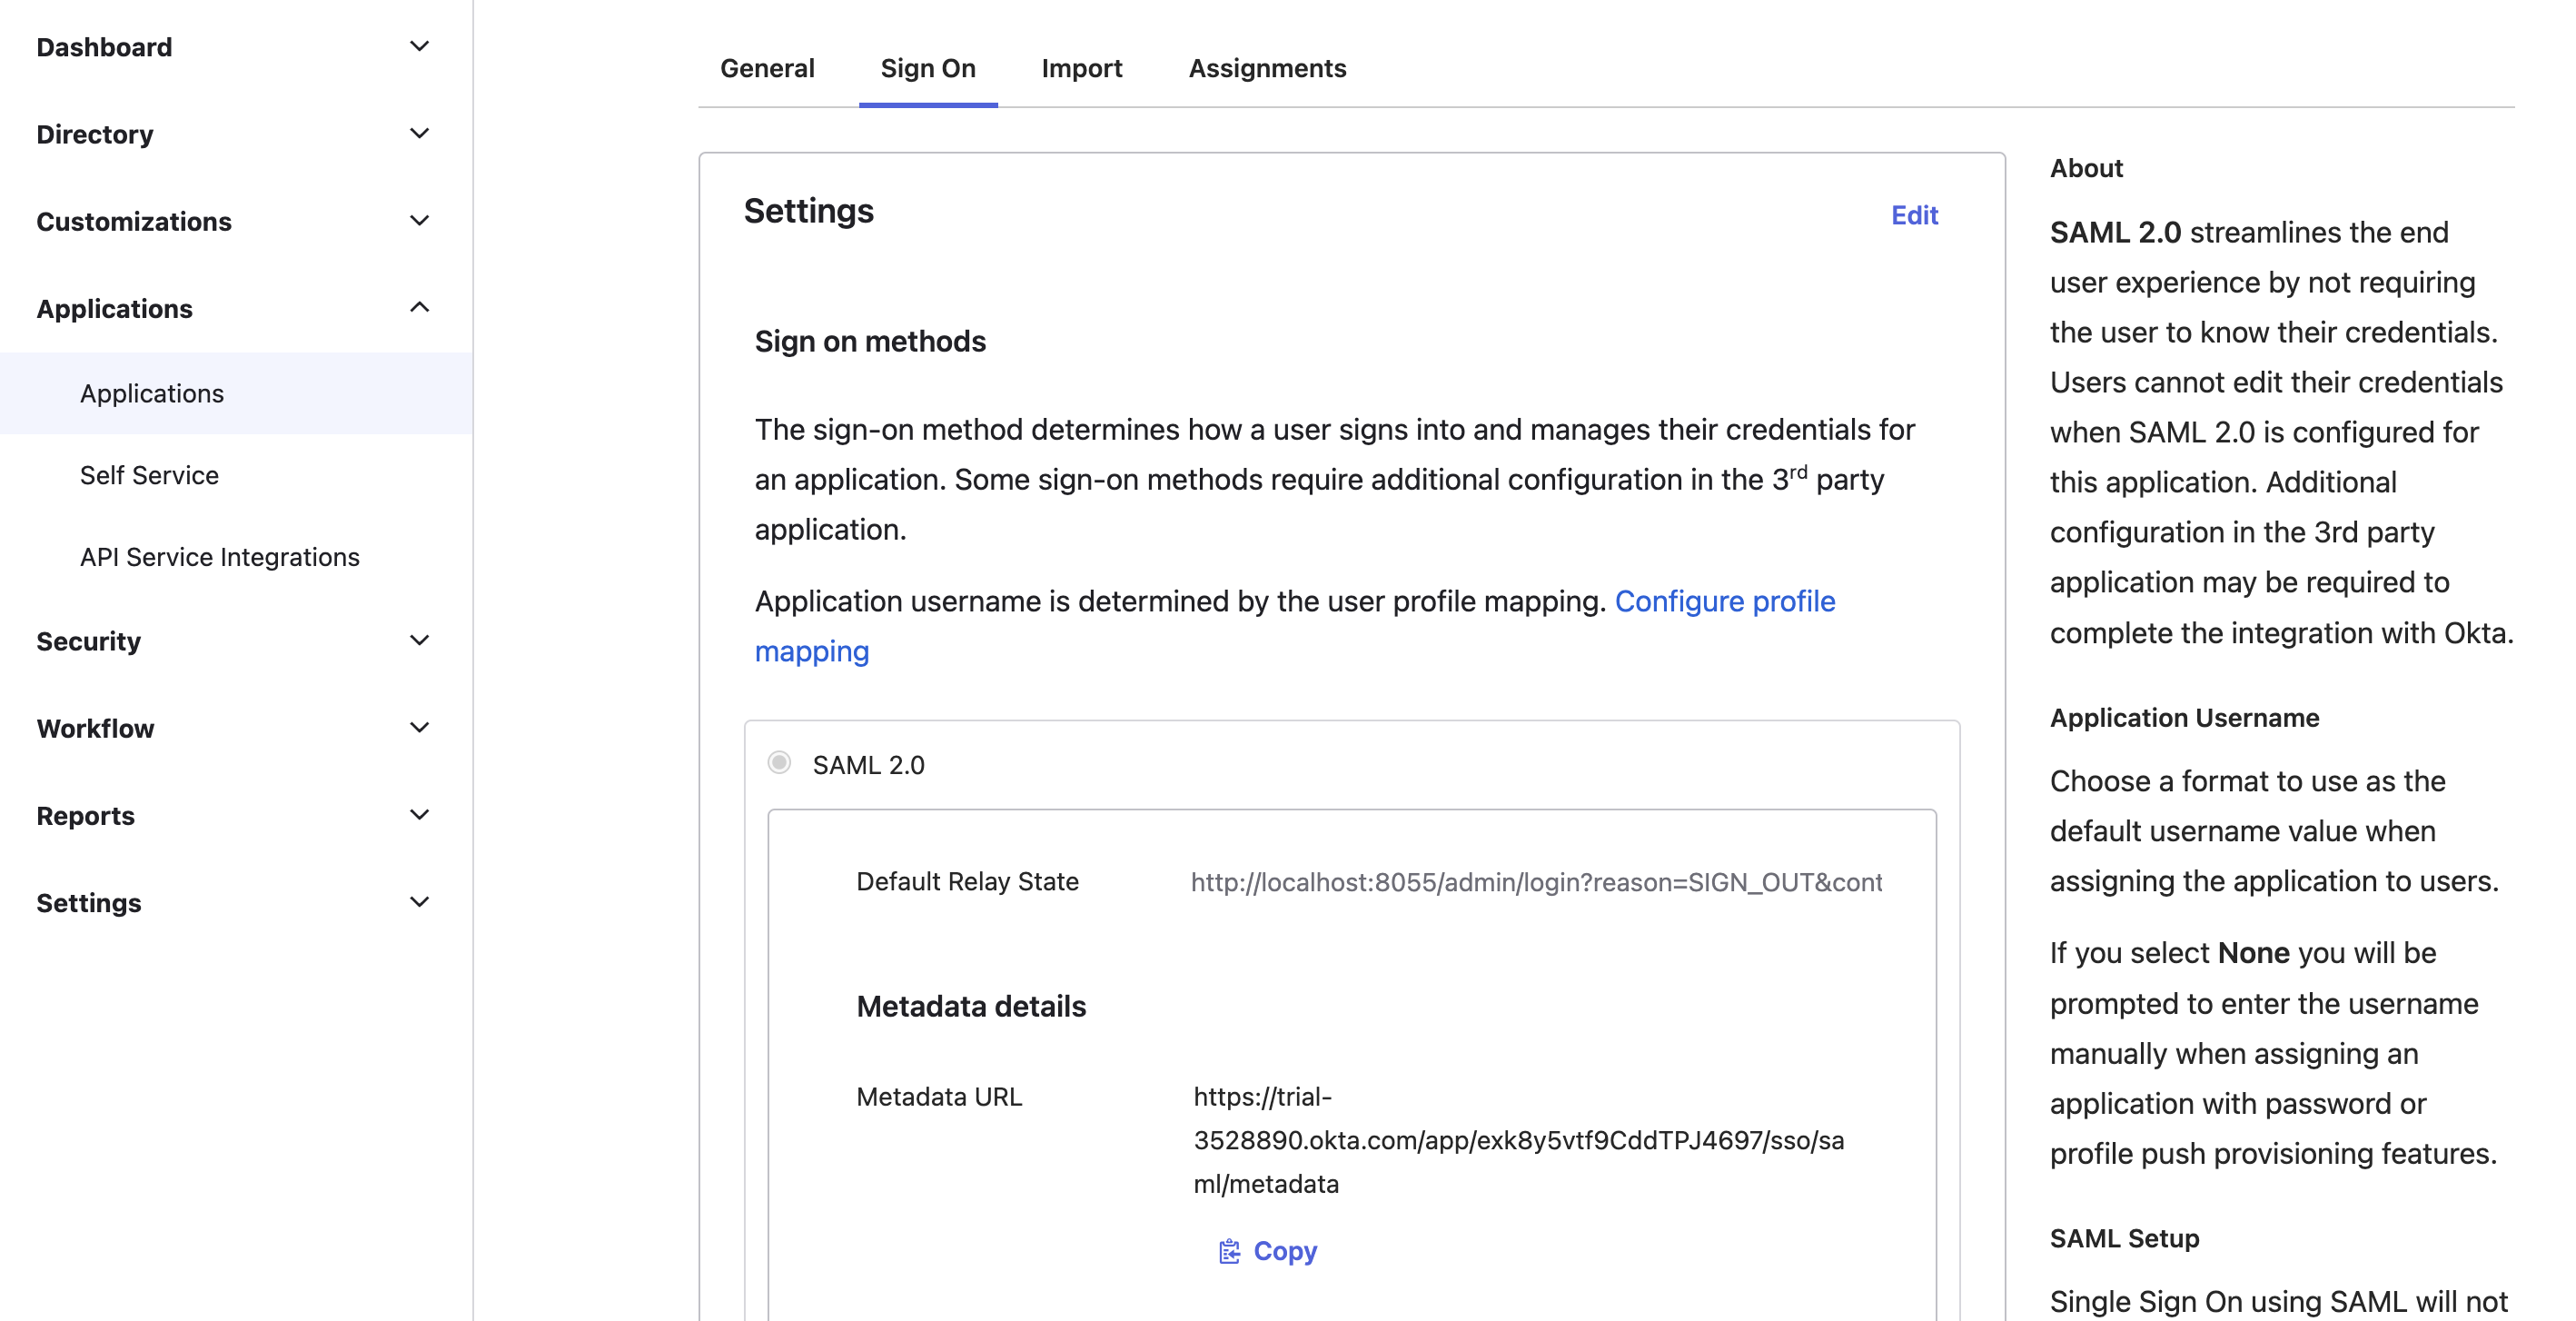 Dashboard
Directory
Customizations
Applications
Applications
Self Service
API Service Integrations
Security
Workflow
Reports
Settings
General Sign On Import Assignments
Settings
Edit
Sign on methods
The sign-on method determines how a user signs into and manages their credentials for
an application. Some sign-on methods require additional configuration in the 3rd party
application.
Application username is determined by the user profile mapping. Configure profile
mapping
SAML 2.0
Default Relay State http://localhost:8055/admin/login?reason=SIGN_OUT&cont
Metadata details
Metadata URL https://trial-
3528890.okta.com/app/exk8y5vtf9CddTPJ4697/sso/sa
ml/metadata
Copy
About
SAML 2.0 streamlines the end
user experience by not requiring
the user to know their credentials.
Users cannot edit their credentials
when SAML 2.0 is configured for
this application. Additional
configuration in the 3rd party
application may be required to
complete the integration with Okta.
Application Username
Choose a format to use as the
default username value when
assigning the application to users.
If you select None you will be
prompted to enter the username
manually when assigning an
application with password or
profile push provisioning features.
SAML Setup
Single Sign On using SAML will not